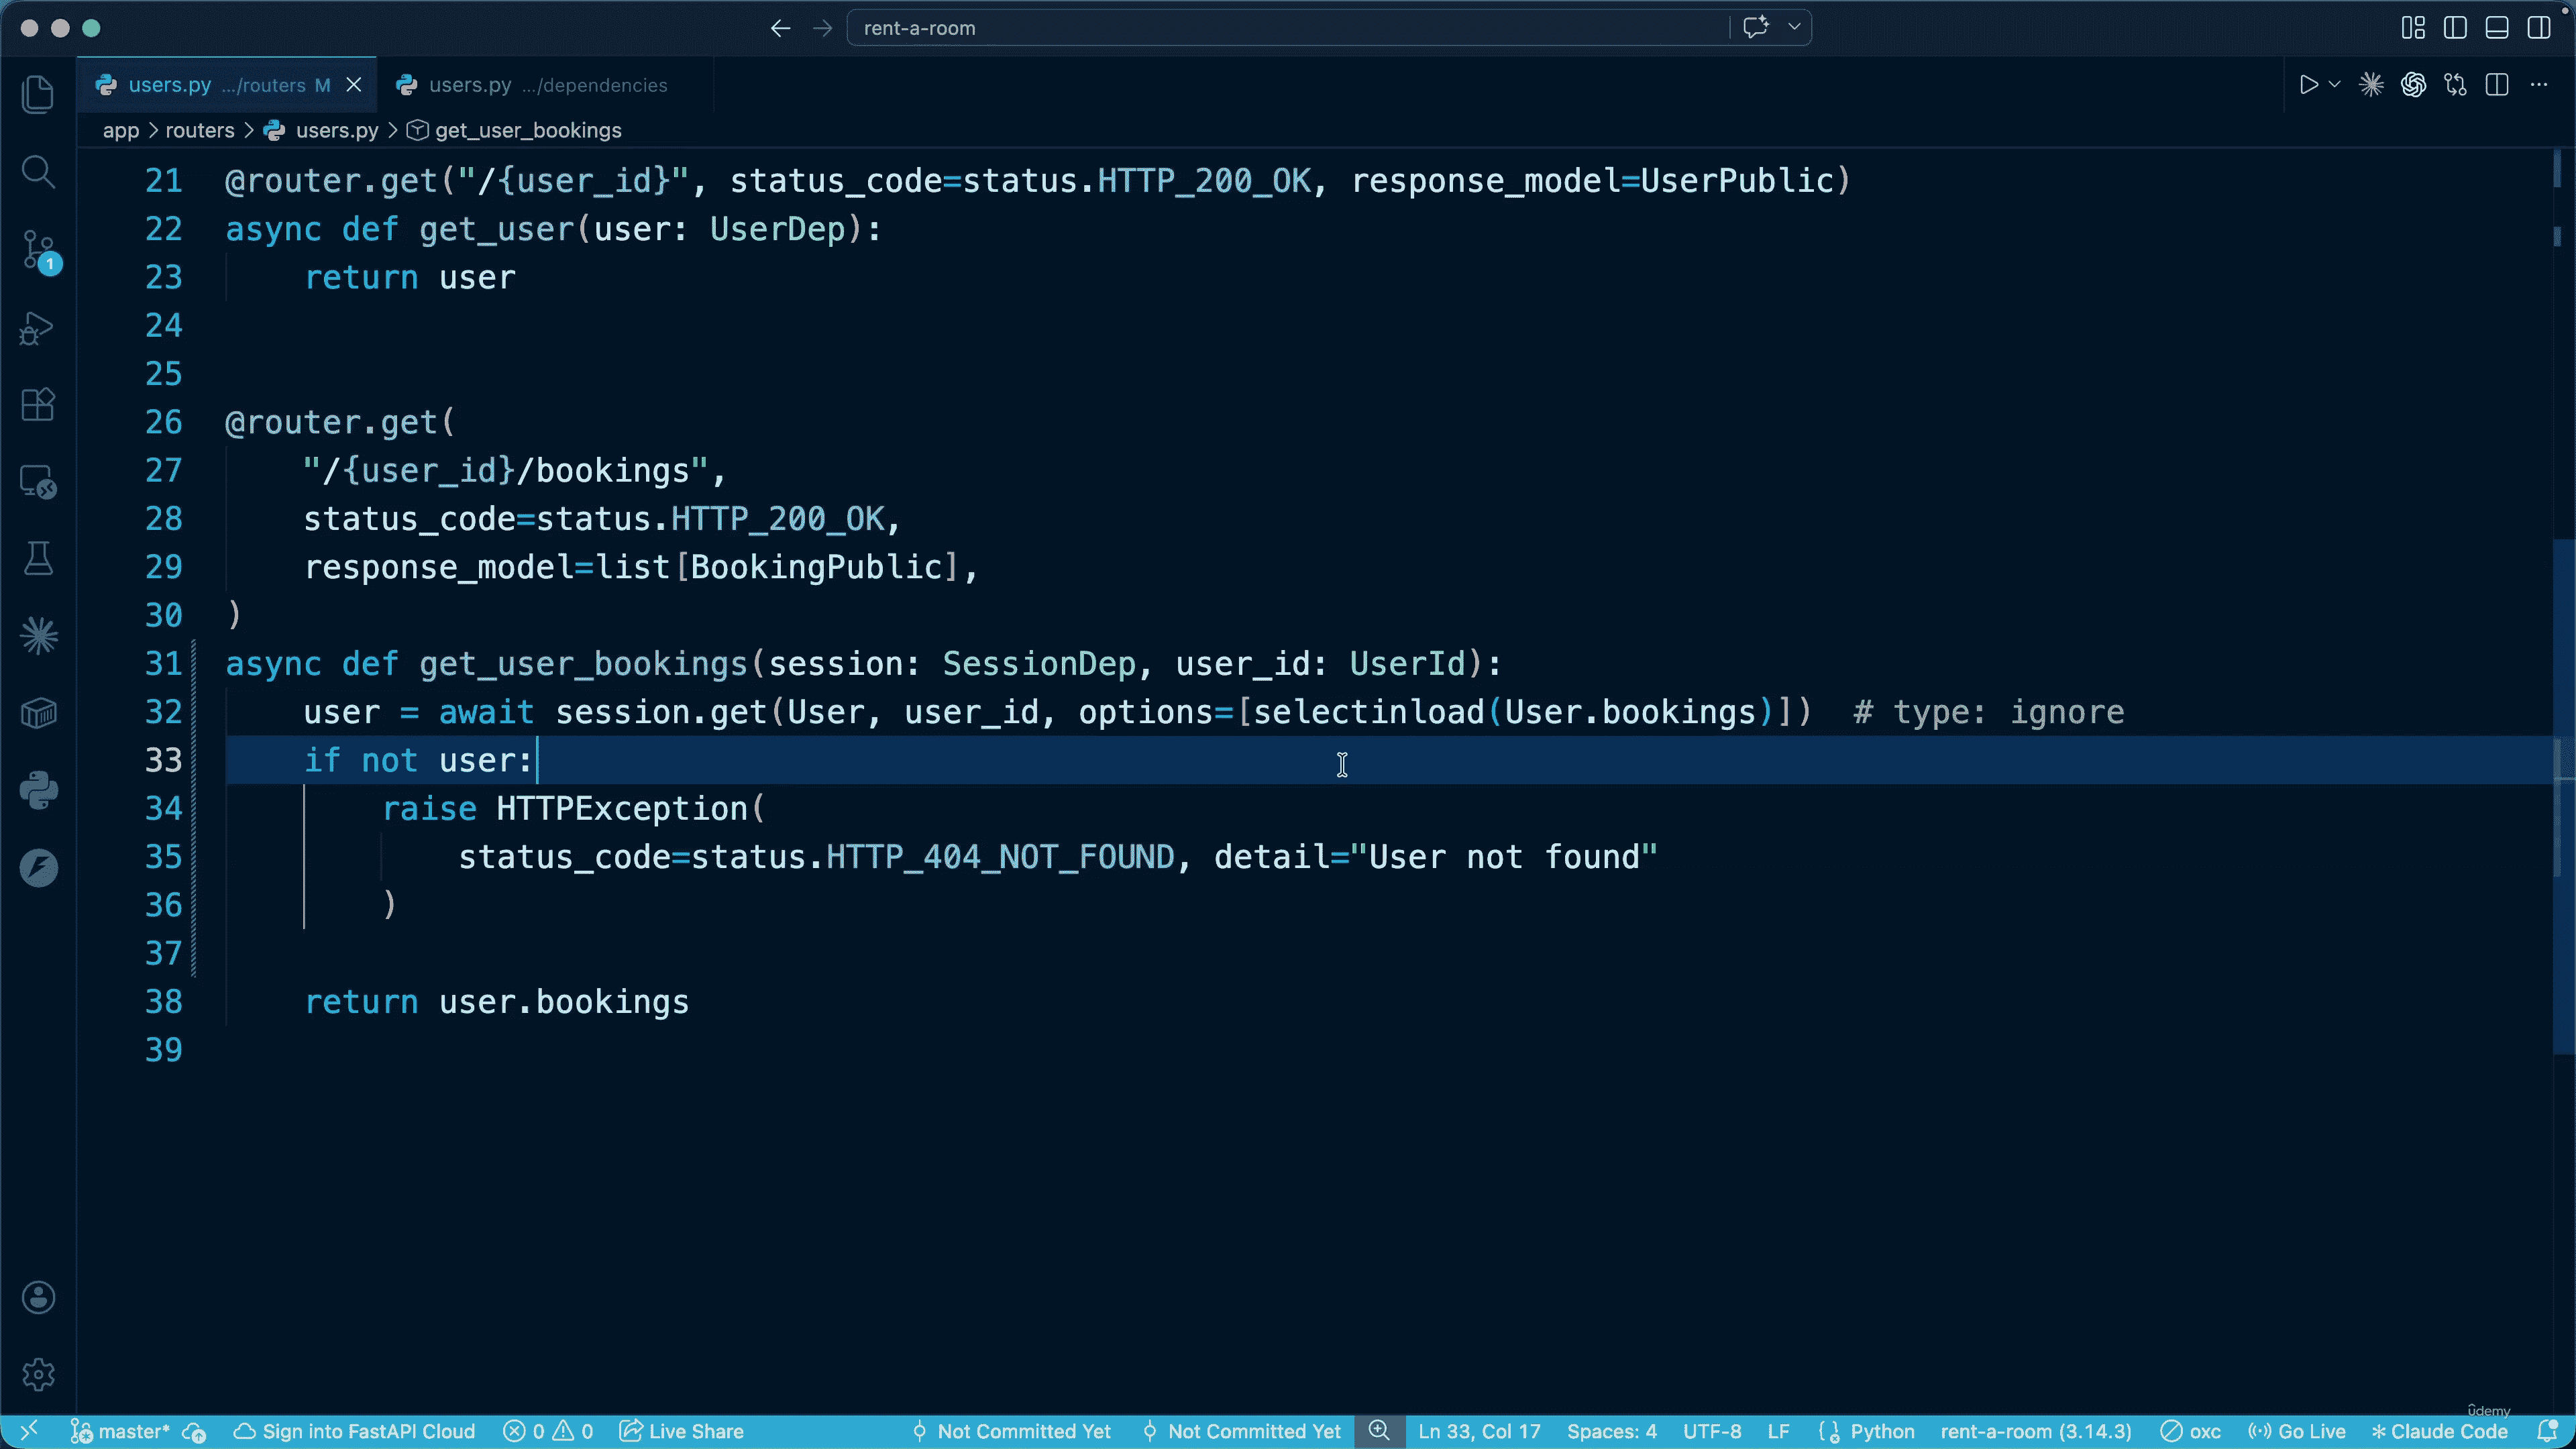 rent-a-room
users.py .../routers M
users.py .../dependencies
app > routers > users.py > get_user_bookings
21 @router.get("/{user_id}", status_code=status.HTTP_200_OK, response_model=UserPublic)
22 async def get_user(user: UserDep):
23     return user
24
25
26 @router.get(
27     "/{user_id}/bookings",
28     status_code=status.HTTP_200_OK,
29     response_model=list[BookingPublic],
30 )
31 async def get_user_bookings(session: SessionDep, user_id: UserId):
32     user = await session.get(User, user_id, options=[selectinload(User.bookings)])  # type: ignore
33     if not user:
34         raise HTTPException(
35             status_code=status.HTTP_404_NOT_FOUND, detail="User not found"
36         )
37
38     return user.bookings
39
1
udemy
master* Sign into FastAPI Cloud 0 0 Live Share Not Committed Yet Not Committed Yet Ln 33, Col 17 Spaces: 4 UTF-8 LF Python rent-a-room (3.14.3) oxc Go Live Claude Code